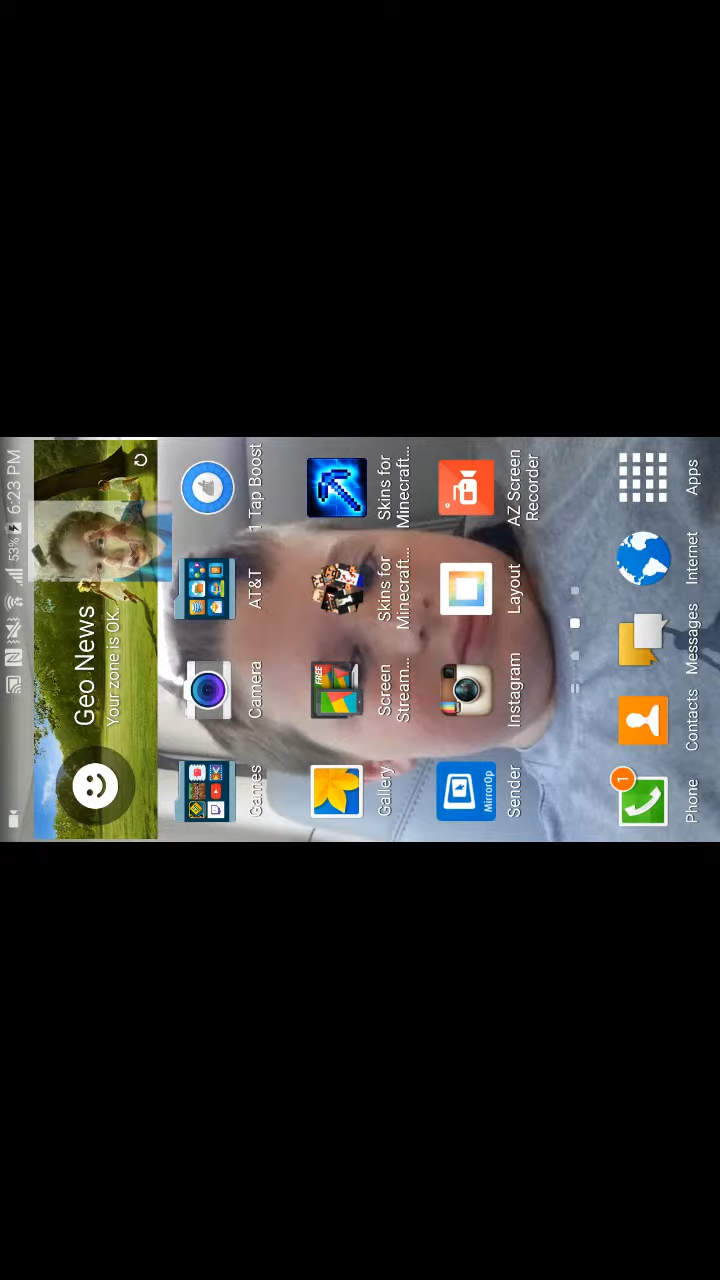 53% 6:23 PM
Geo News
Your zone is OK.
Games
Camera
AT&T
1 Tap Boost
Gallery
Screen
Stream...
FREE
Skins for
Minecraft...
Skins for
Minecraft...
MirrorOp
Sender
Instagram
Layout
AZ Screen
Recorder
1
Phone
Contacts
Messages
Internet
Apps